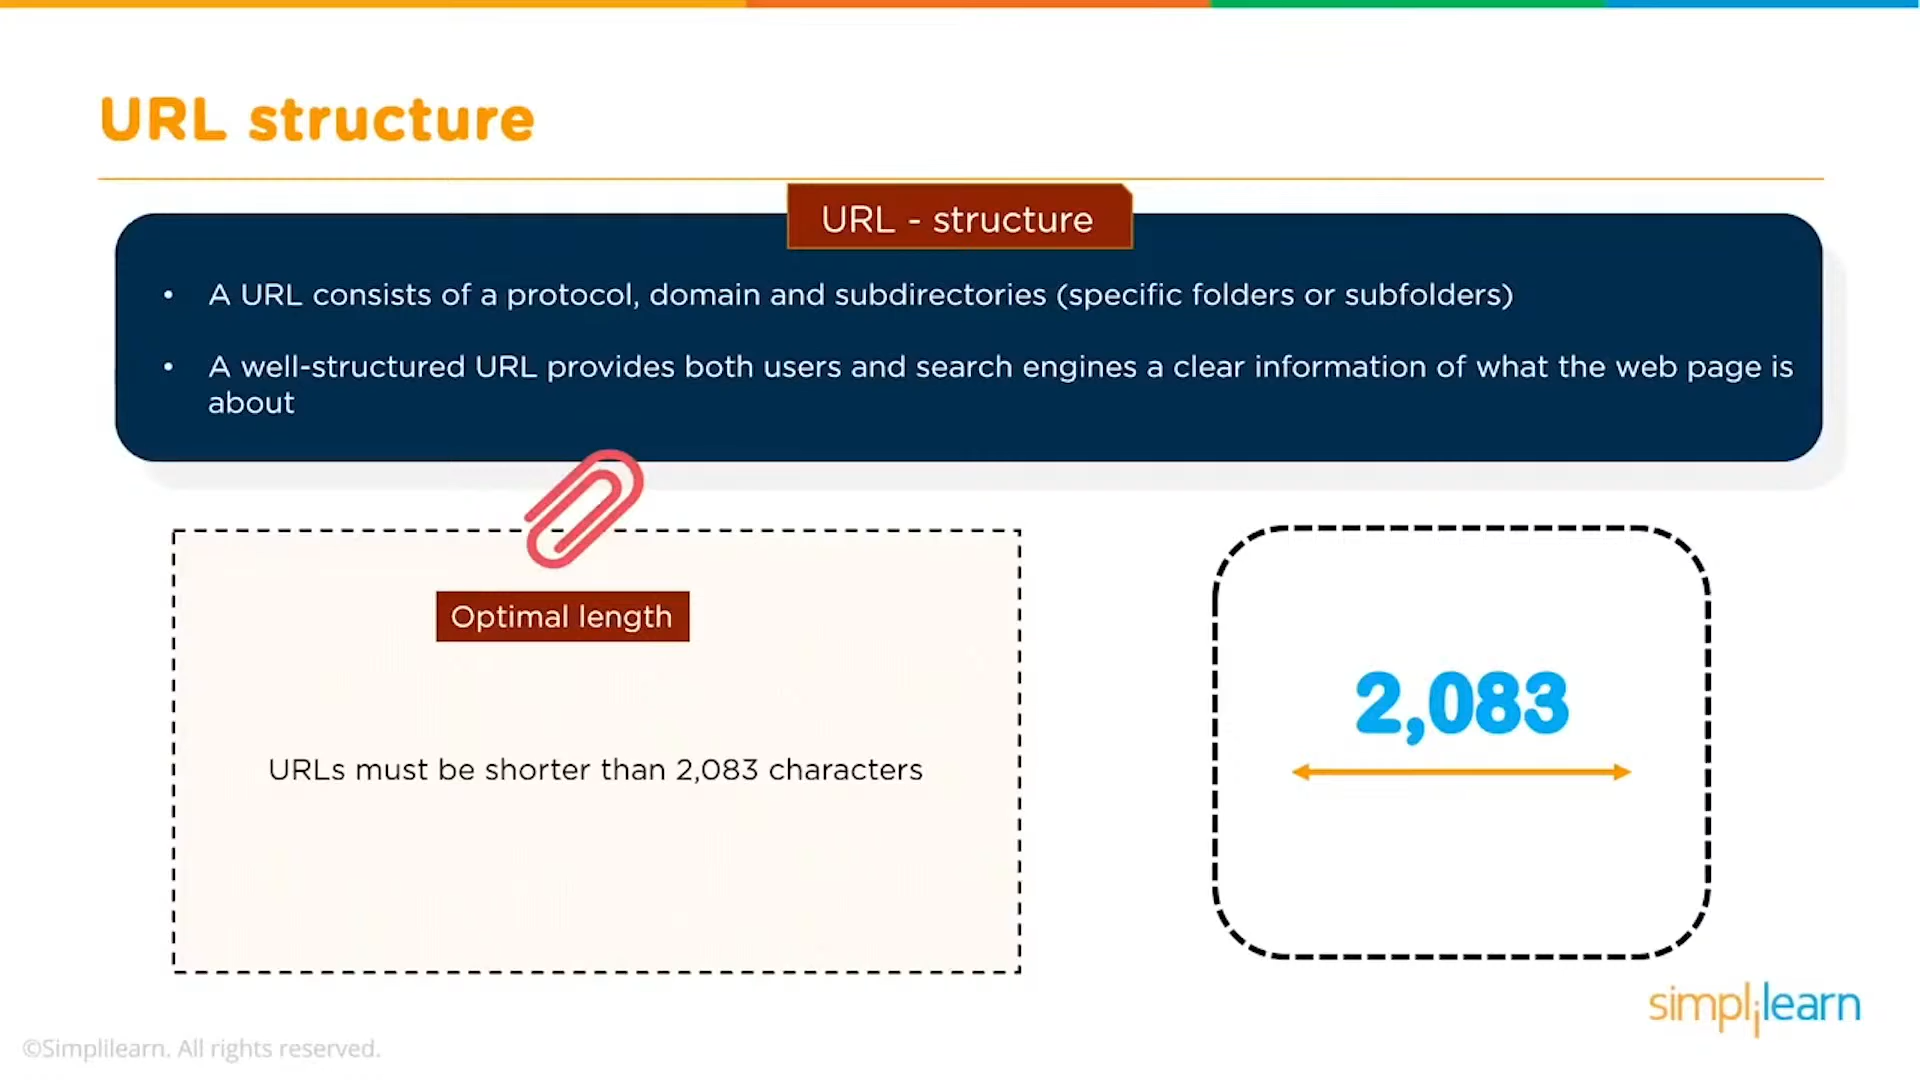 URL structure
URL - structure
• A URL consists of a protocol, domain and subdirectories (specific folders or subfolders)
• A well-structured URL provides both users and search engines a clear information of what the web page is
about
Optimal length
URLs must be shorter than 2,083 characters
2,083
simplilearn
©Simplilearn. All rights reserved.